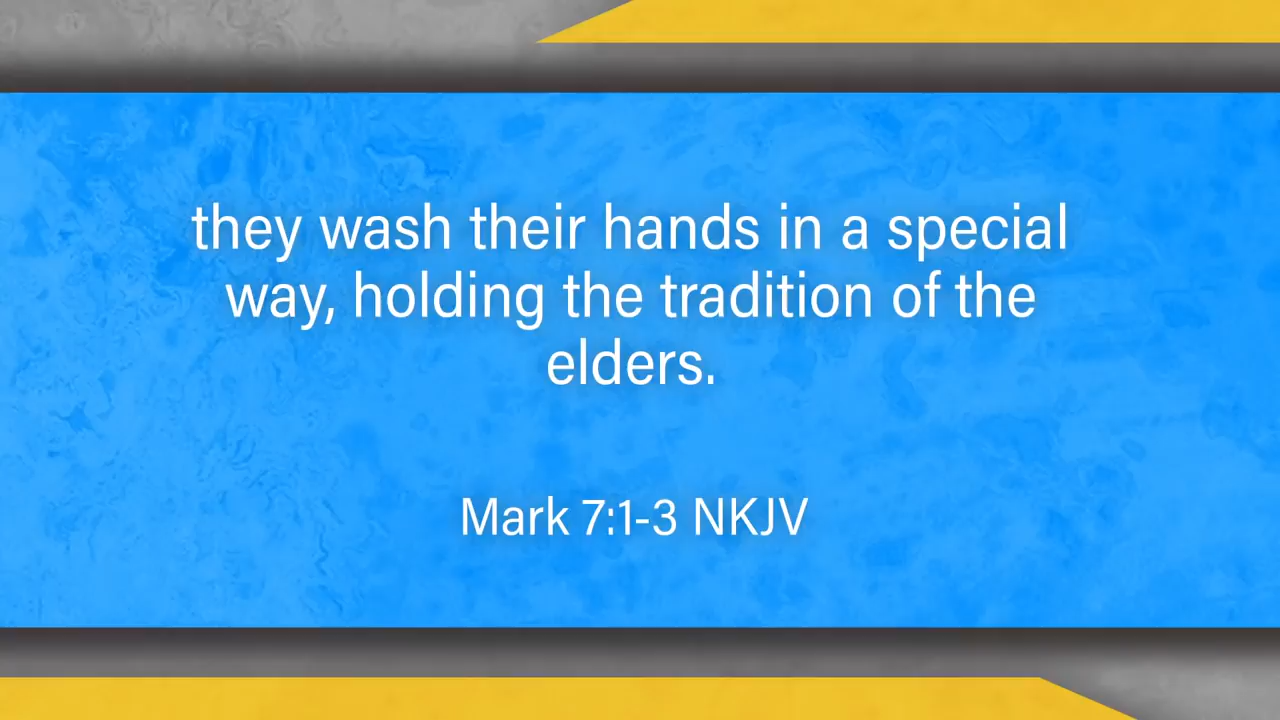 they wash their hands in a special
way, holding the tradition of the
elders.
Mark 7:1-3 NKJV